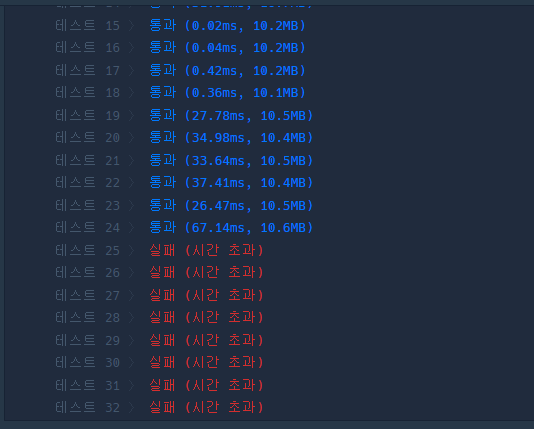 테스트 15 > 통과 (0.02ms, 10.2MB)
테스트 16 > 통과 (0.04ms, 10.2MB)
테스트 17 > 통과 (0.42ms, 10.2MB)
테스트 18 > 통과 (0.36ms, 10.1MB)
테스트 19 > 통과 (27.78ms, 10.5MB)
테스트 20 > 통과 (34.98ms, 10.4MB)
테스트 21 > 통과 (33.64ms, 10.5MB)
테스트 22 > 통과 (37.41ms, 10.4MB)
테스트 23 > 통과 (26.47ms, 10.5MB)
테스트 24 > 통과 (67.14ms, 10.6MB)
테스트 25 > 실패 (시간 초과)
테스트 26 > 실패 (시간 초과)
테스트 27 > 실패 (시간 초과)
테스트 28 > 실패 (시간 초과)
테스트 29 > 실패 (시간 초과)
테스트 30 > 실패 (시간 초과)
테스트 31 > 실패 (시간 초과)
테스트 32 > 실패 (시간 초과)